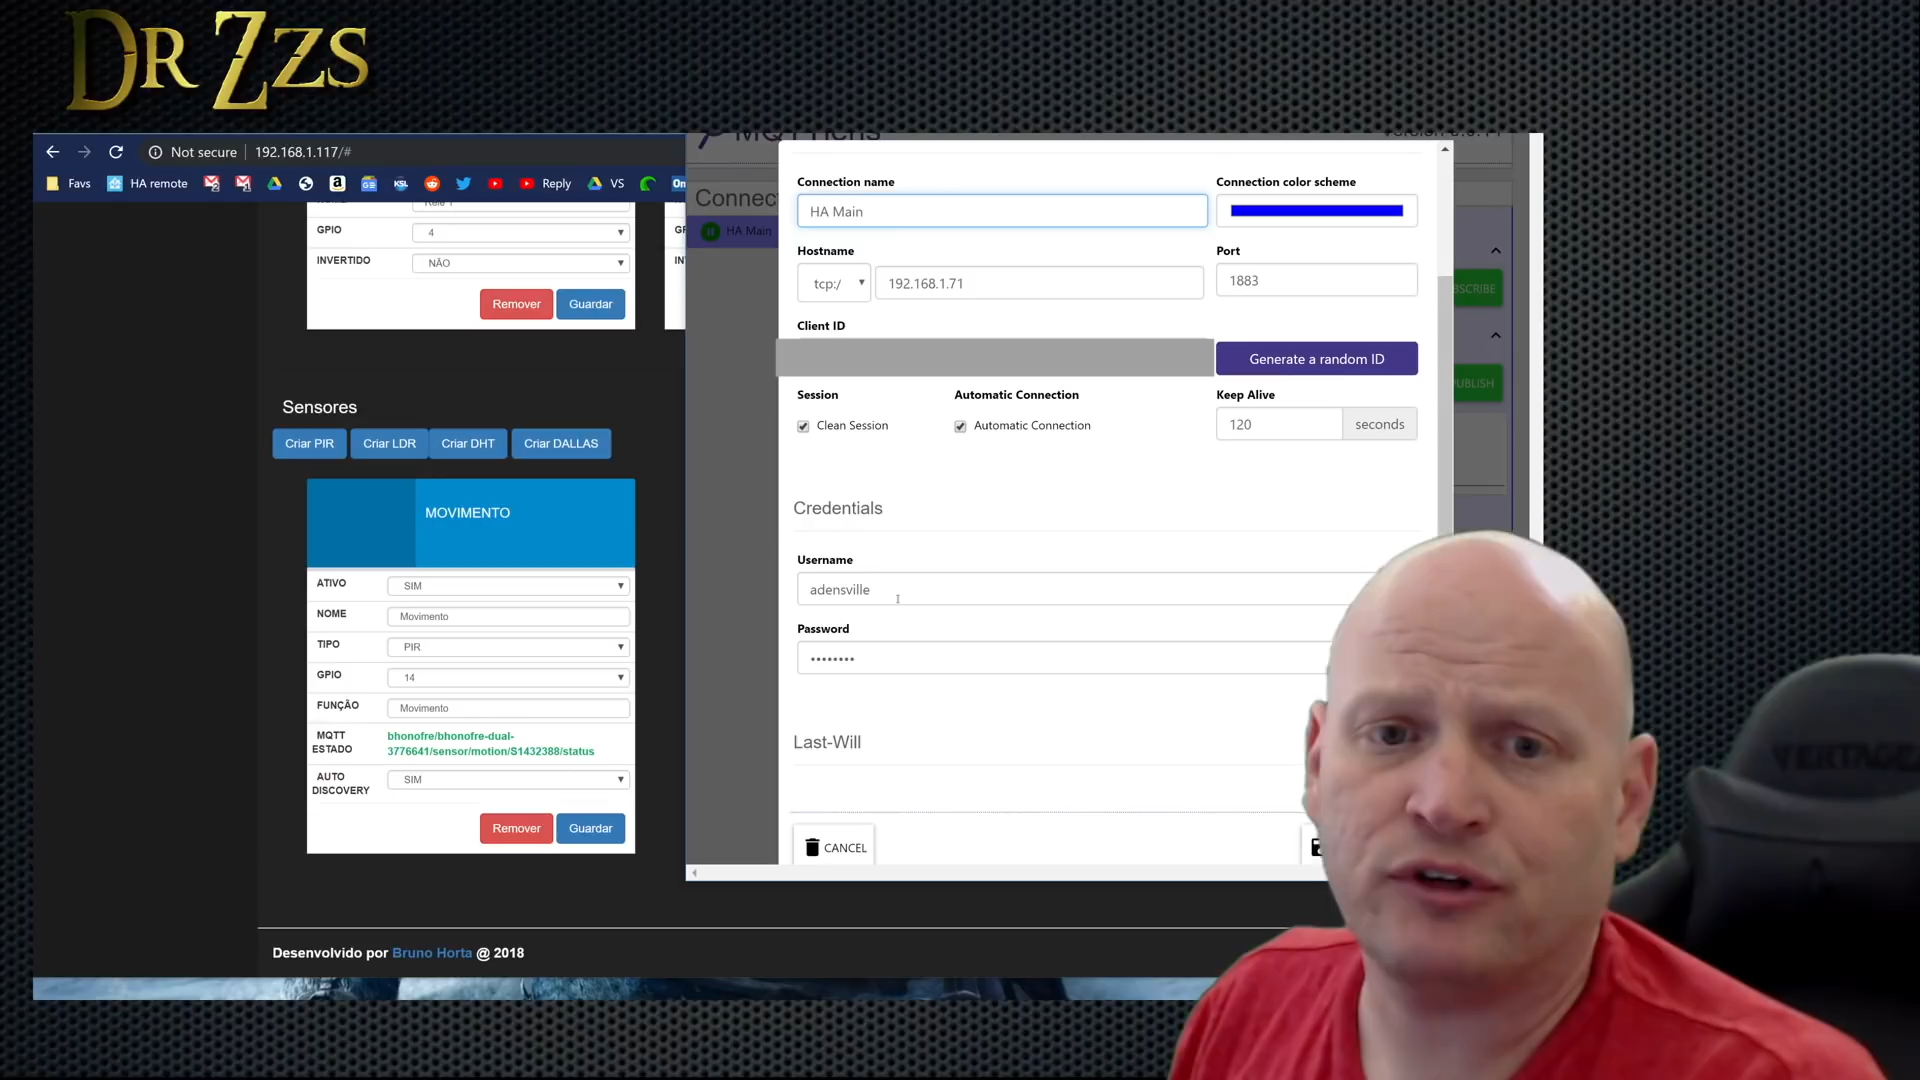 DR ZZS
Not secure
192.168.1.117/#
Favs
HA remote
Reply
VS
GPIO
4
INVERTIDO
NÃO
Remover
Guardar
Sensores
Criar PIR
Criar LDR
Criar DHT
Criar DALLAS
MOVIMENTO
ATIVO
SIM
NOME
Movimento
TIPO
PIR
GPIO
14
FUNÇÃO
Movimento
MQTT
ESTADO
bhonofre/bhonofre-dual-
3776641/sensor/motion/S1432388/status
AUTO
DISCOVERY
SIM
Remover
Guardar
Desenvolvido por Bruno Horta @ 2018
Connec
HA Main
Connection name
HA Main
Connection color scheme
Hostname
tcp:/
192.168.1.71
Port
1883
Client ID
Generate a random ID
Session
Clean Session
Automatic Connection
Automatic Connection
Keep Alive
120
seconds
Credentials
Username
adensville
Password
••••••••
Last-Will
CANCEL